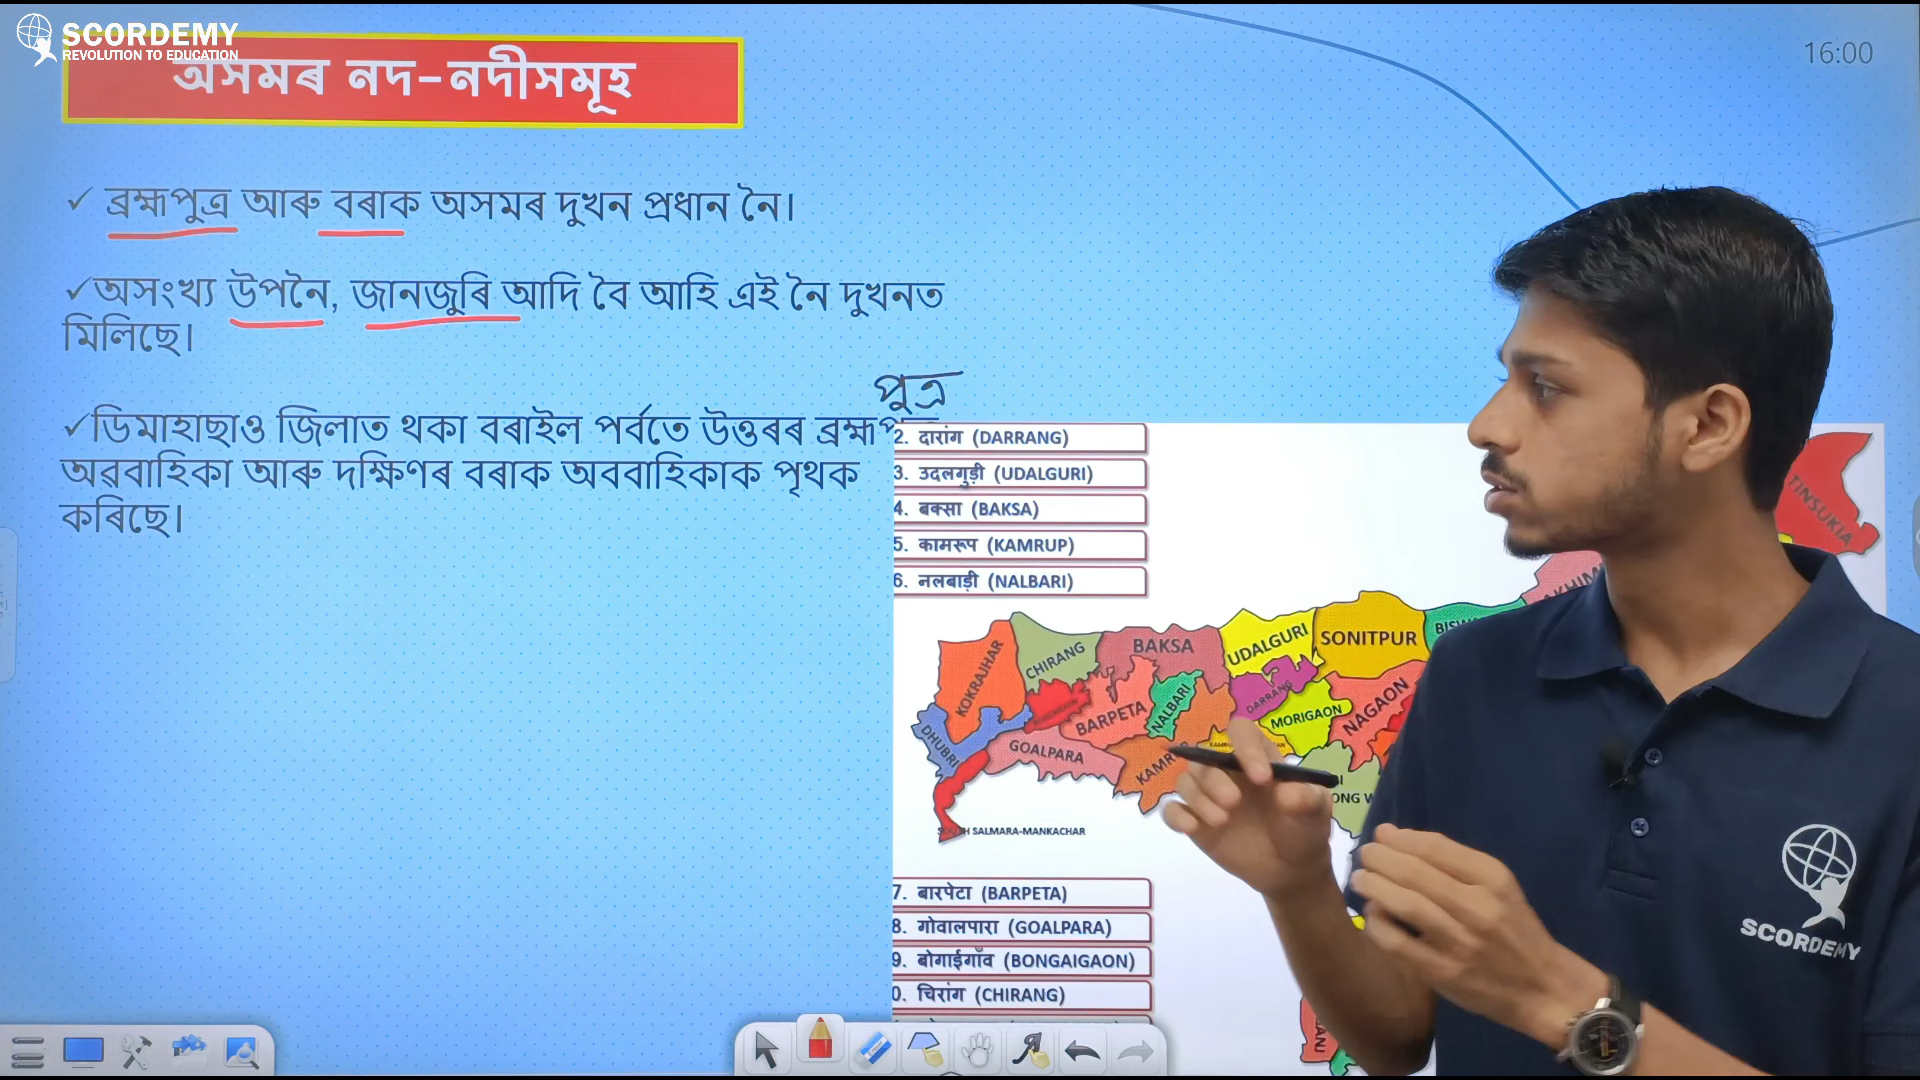 SCORDEMY
REVOLUTION TO EDUCATION
16:00
অসমৰ নদ-নদীসমূহ
✓ ব্ৰহ্মপুত্ৰ আৰু বৰাক অসমৰ দুখন প্ৰধান নৈ।
✓অসংখ্য উপনৈ, জানজুৰি আদি বৈ আহি এই নৈ দুখনত
মিলিছে।
পুত্ৰ
✓ডিমাহাছাও জিলাত থকা বৰাইল পৰ্বতে উত্তৰৰ ব্ৰহ্মপু
অৱবাহিকা আৰু দক্ষিণৰ বৰাক অববাহিকাক পৃথক
কৰিছে।
2. दारांग (DARRANG)
3. उदलगुड़ी (UDALGURI)
4. बक्सा (BAKSA)
5. कामरूप (KAMRUP)
6. नलबाड़ी (NALBARI)
TINSUKIA
KOKRAJHAR
CHIRANG
BAKSA
UDALGURI
SONITPUR
DHUBRI
GOALPARA
BARPETA
NALBARI
DARRANG
MORIGAON
NAGAON
SALMARA-MANKACHAR
7. बारपेटा (BARPETA)
8. गोवालपारा (GOALPARA)
9. बोगाईगाँव (BONGAIGAON)
0. चिरांग (CHIRANG)
SCORDEMY